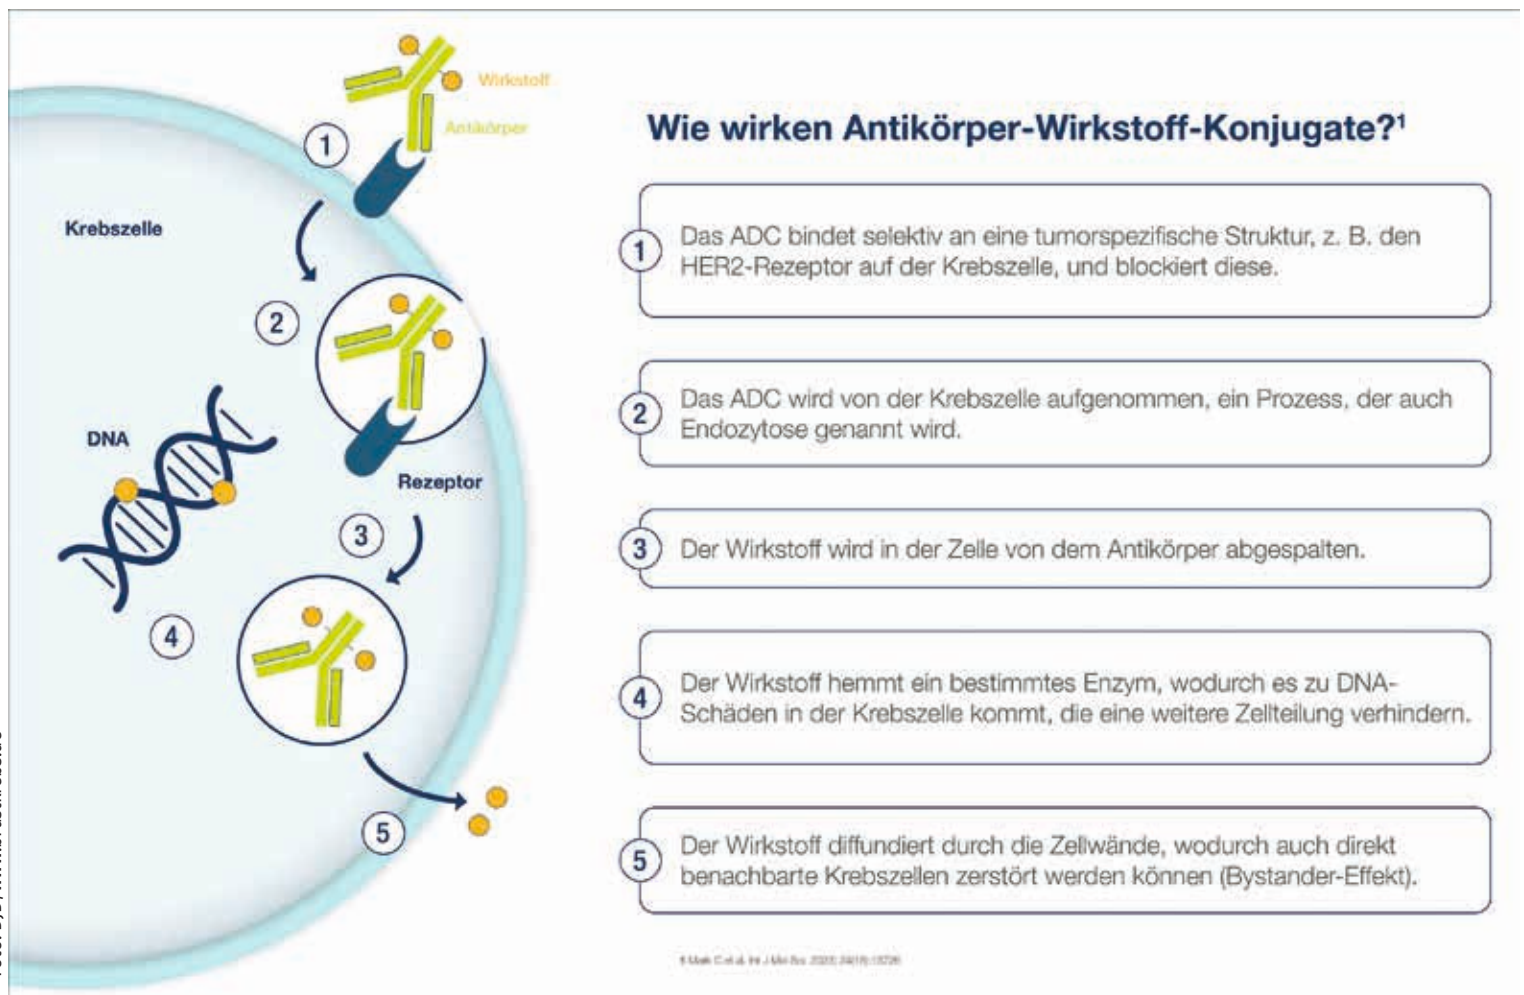 Wirkstoff
Antikörper
1
Krebszelle
2
DNA
Rezeptor
3
4
5
Wie wirken Antikörper-Wirkstoff-Konjugate?¹
1
Das ADC bindet selektiv an eine tumorspezifische Struktur, z. B. den
HER2-Rezeptor auf der Krebszelle, und blockiert diese.
2
Das ADC wird von der Krebszelle aufgenommen, ein Prozess, der auch
Endozytose genannt wird.
3
Der Wirkstoff wird in der Zelle von dem Antikörper abgespalten.
4
Der Wirkstoff hemmt ein bestimmtes Enzym, wodurch es zu DNA-
Schäden in der Krebszelle kommt, die eine weitere Zellteilung verhindern.
5
Der Wirkstoff diffundiert durch die Zellwände, wodurch auch direkt
benachbarte Krebszellen zerstört werden können (Bystander-Effekt).